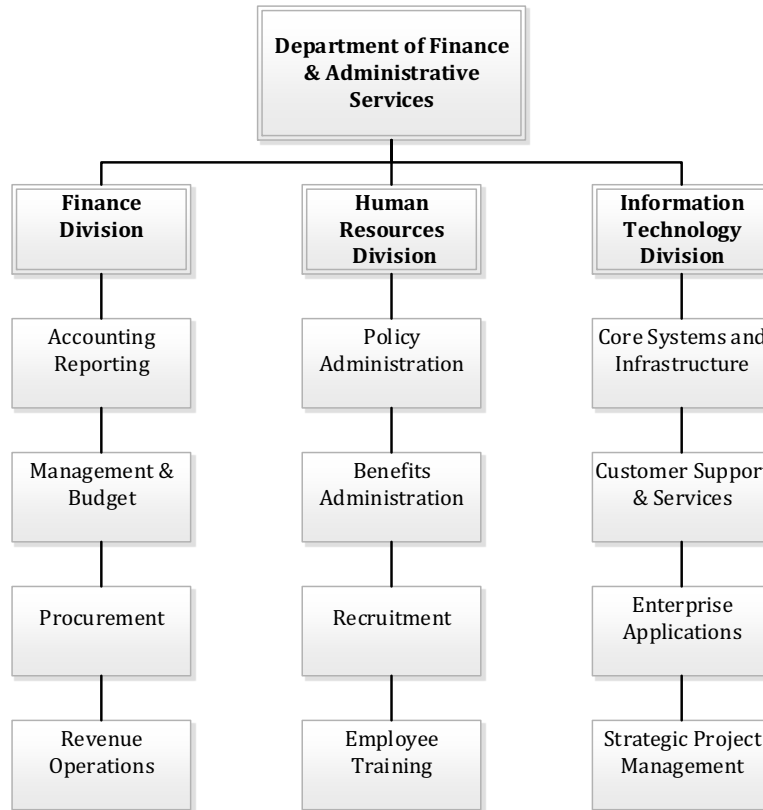 Department of Finance
& Administrative
Services
Finance
Division
Human
Resources
Division
Information
Technology
Division
Accounting
Reporting
Policy
Administration
Core Systems and
Infrastructure
Management &
Budget
Benefits
Administration
Customer Support
& Services
Procurement
Recruitment
Enterprise
Applications
Revenue
Operations
Employee
Training
Strategic Project
Management